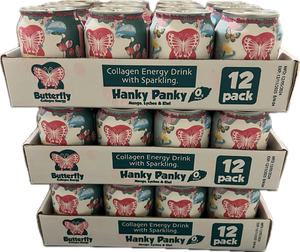 Butterfly
Collagen Energy
Collagen Energy Drink
with Sparkling.
Hanky Panky
Mango, Lychee & Kiwi
12
pack
Butterfly
Collagen Energy Drink
with Sparkling.
Hanky Panky
Mango, Lychee & Kiwi
12
pack
Butterfly
Collagen Energy Drink
with Sparkling.
Hanky Panky
Mango, Lychee & Kiwi
12
pack